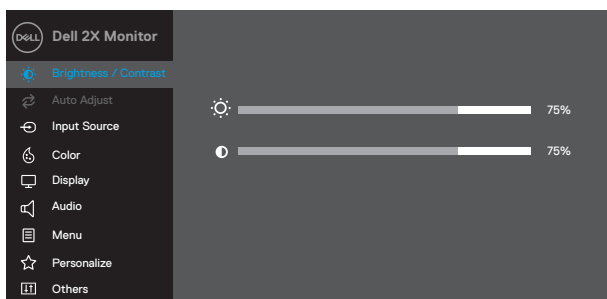 DELL Dell 2X Monitor
Brightness / Contrast
Auto Adjust
75%
Input Source
Color
75%
Display
Audio
Menu
Personalize
Others